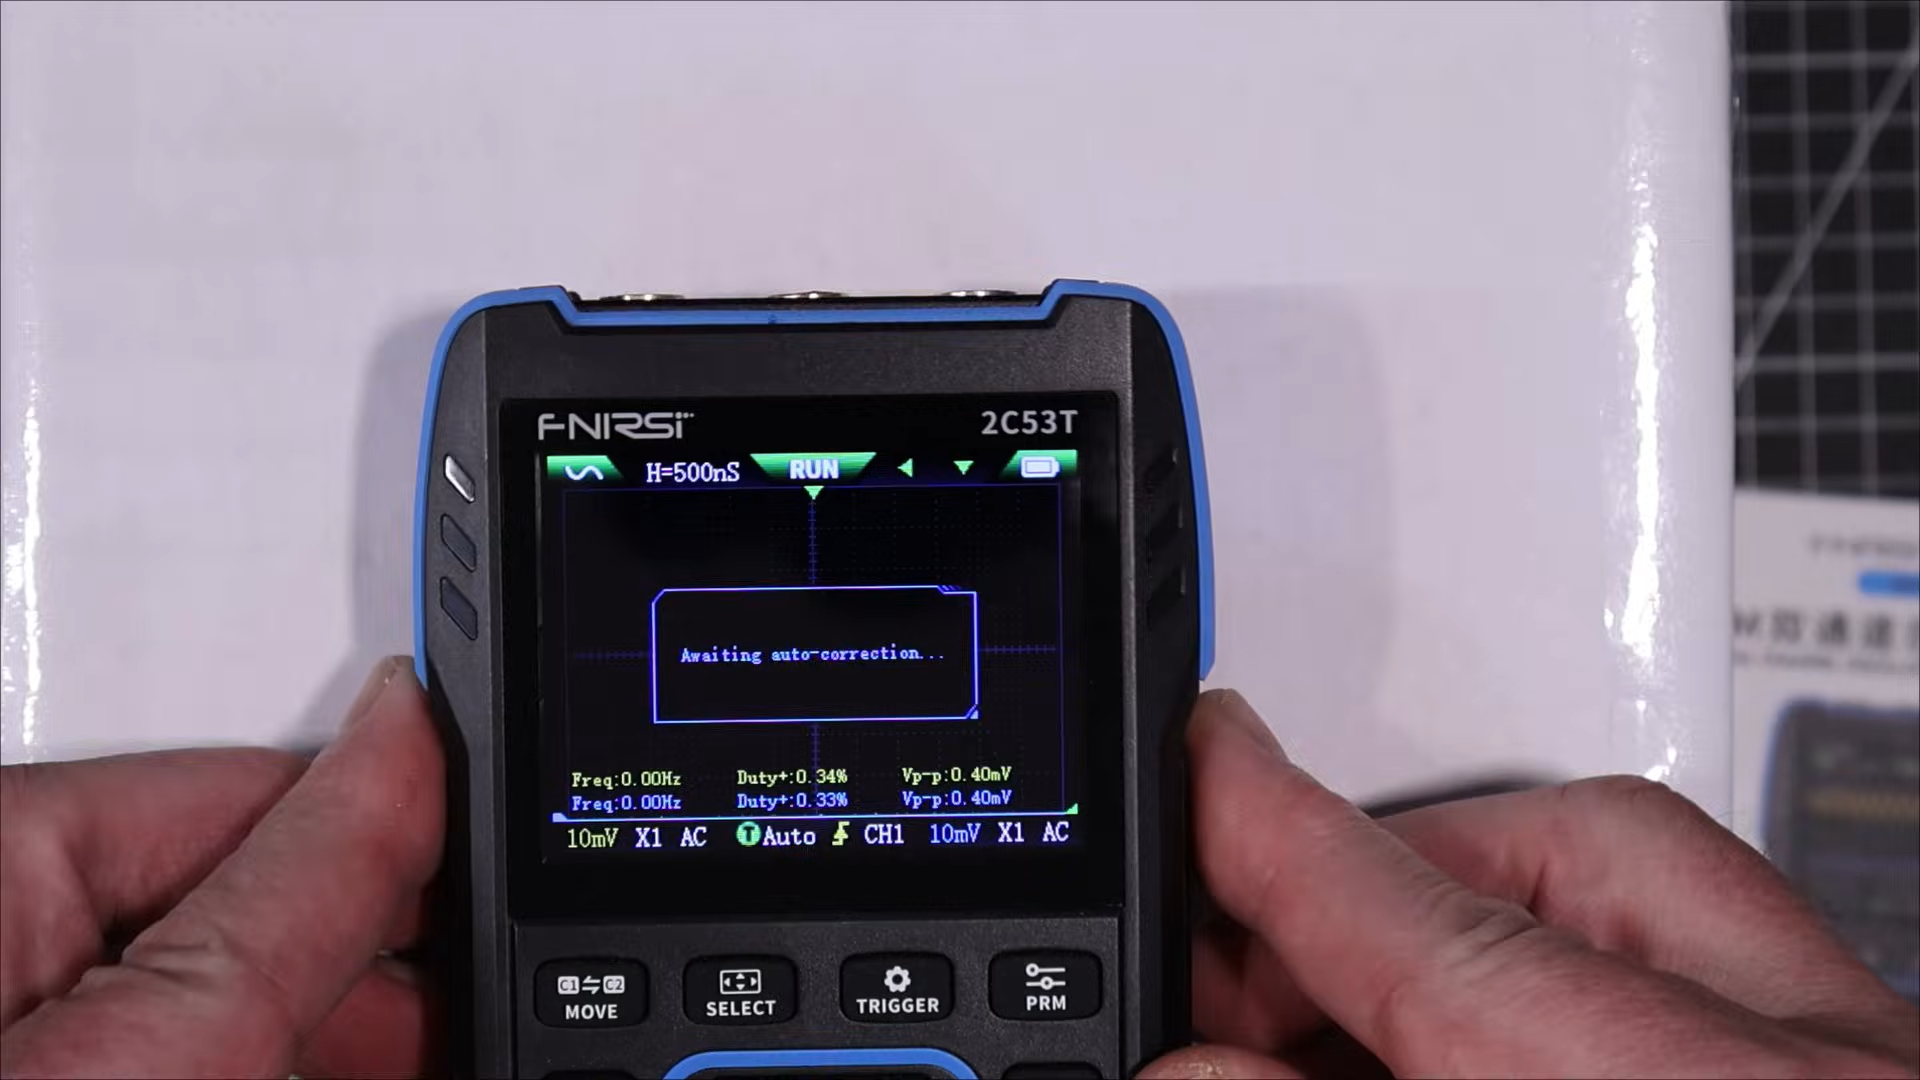 FNIRSI 2C53T
H=500nS RUN
Awaiting auto-correction...
Freq:0.00Hz Duty+:0.34% Vp-p:0.40mV
Freq:0.00Hz Duty+:0.33% Vp-p:0.40mV
10mV X1 AC T Auto CH1 10mV X1 AC
C1 C2
MOVE SELECT TRIGGER PRM